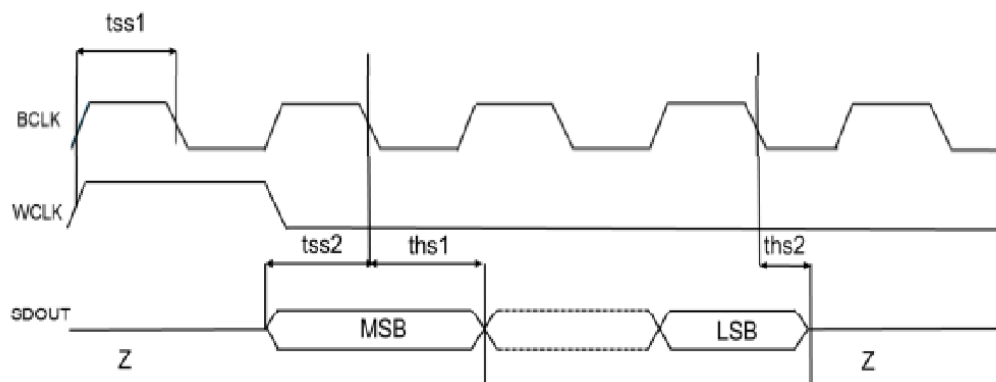 tss1
BCLK
WCLK
tss2
ths1
ths2
SDOUT
MSB
LSB
Z
Z